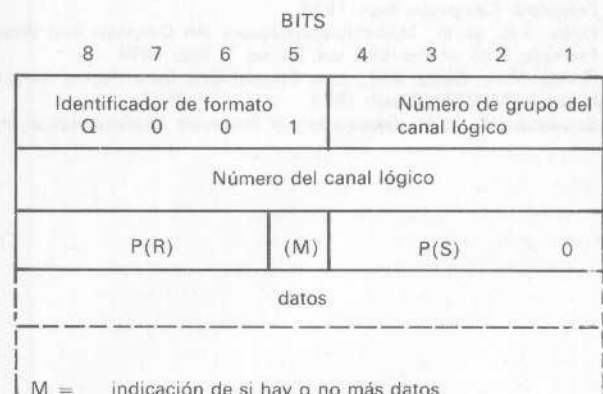 BITS
8 7 6 5 4 3 2 1
Identificador de formato Número de grupo del
Q 0 0 1 canal lógico
Número del canal lógico
P(R) (M) P(S) 0
datos
M = indicación de si hay o no más datos